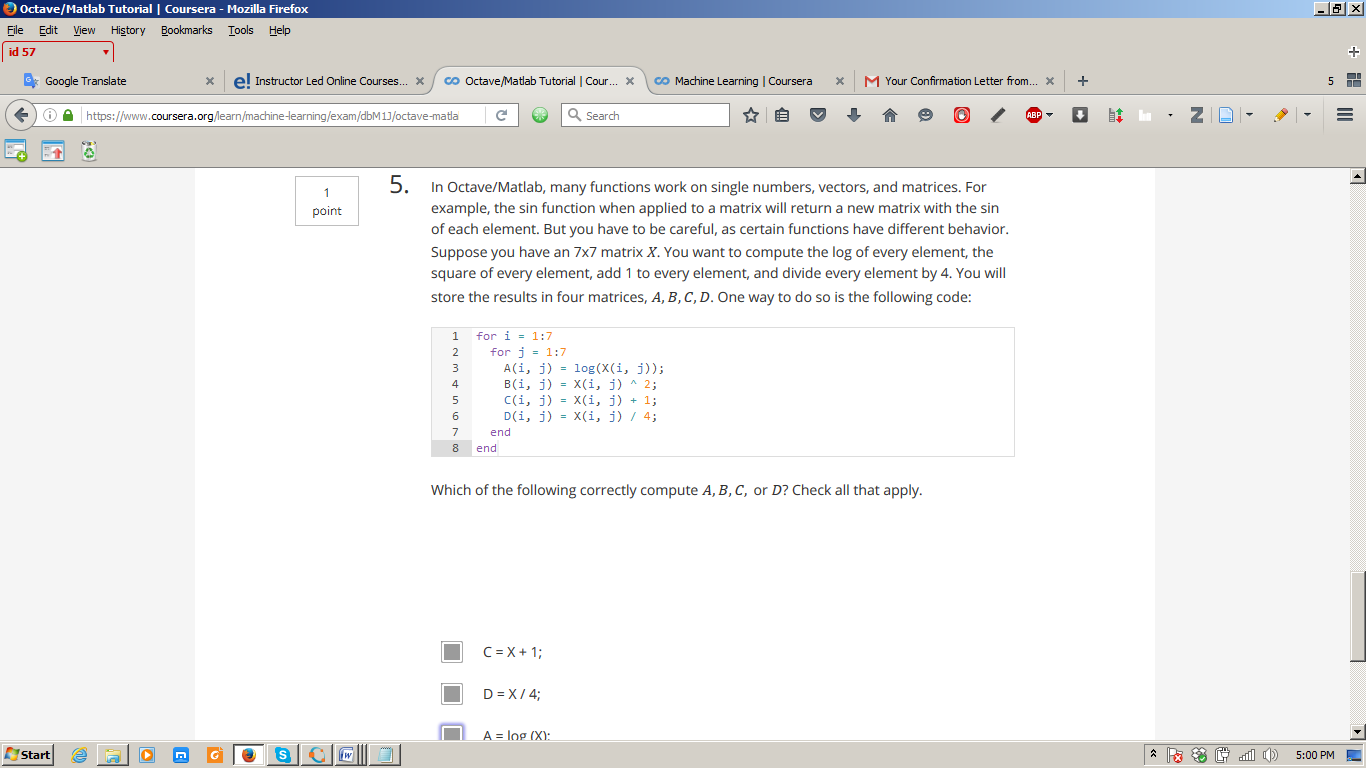 Octave/Matlab Tutorial | Coursera - Mozilla Firefox
File Edit View History Bookmarks Tools Help
id 57
Google Translate
e! Instructor Led Online Courses...
Octave/Matlab Tutorial | Cour...
Machine Learning | Coursera
Your Confirmation Letter from...
5
https://www.coursera.org/learn/machine-learning/exam/dbM1J/octave-matla
Search
ABP
Z
1
point
5.
In Octave/Matlab, many functions work on single numbers, vectors, and matrices. For
example, the sin function when applied to a matrix will return a new matrix with the sin
of each element. But you have to be careful, as certain functions have different behavior.
Suppose you have an 7x7 matrix X. You want to compute the log of every element, the
square of every element, add 1 to every element, and divide every element by 4. You will
store the results in four matrices, A, B, C, D. One way to do so is the following code:
1 for i = 1:7
2 for j = 1:7
3 A(i, j) = log(X(i, j));
4 B(i, j) = X(i, j) ^ 2;
5 C(i, j) = X(i, j) + 1;
6 D(i, j) = X(i, j) / 4;
7 end
8 end
Which of the following correctly compute A, B, C, or D? Check all that apply.
C = X + 1;
D = X / 4;
A = log (X);
Start
5:00 PM